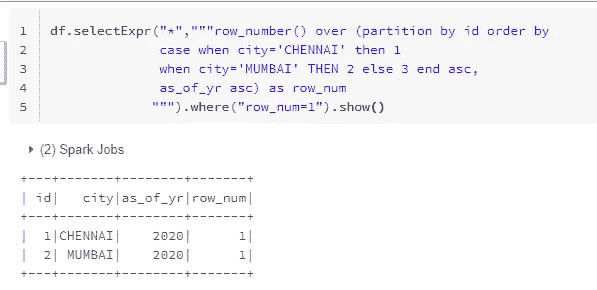 1 df.selectExpr("*","""row_number() over (partition by id order by
2 case when city='CHENNAI' then 1
3 when city='MUMBAI' THEN 2 else 3 end asc,
4 as_of_yr asc) as row_num
5 """).where("row_num=1").show()
(2) Spark Jobs
+---+-------+--------+-------+
| id|   city|as_of_yr|row_num|
+---+-------+--------+-------+
|  1|CHENNAI|    2020|      1|
|  2| MUMBAI|    2020|      1|
+---+-------+--------+-------+